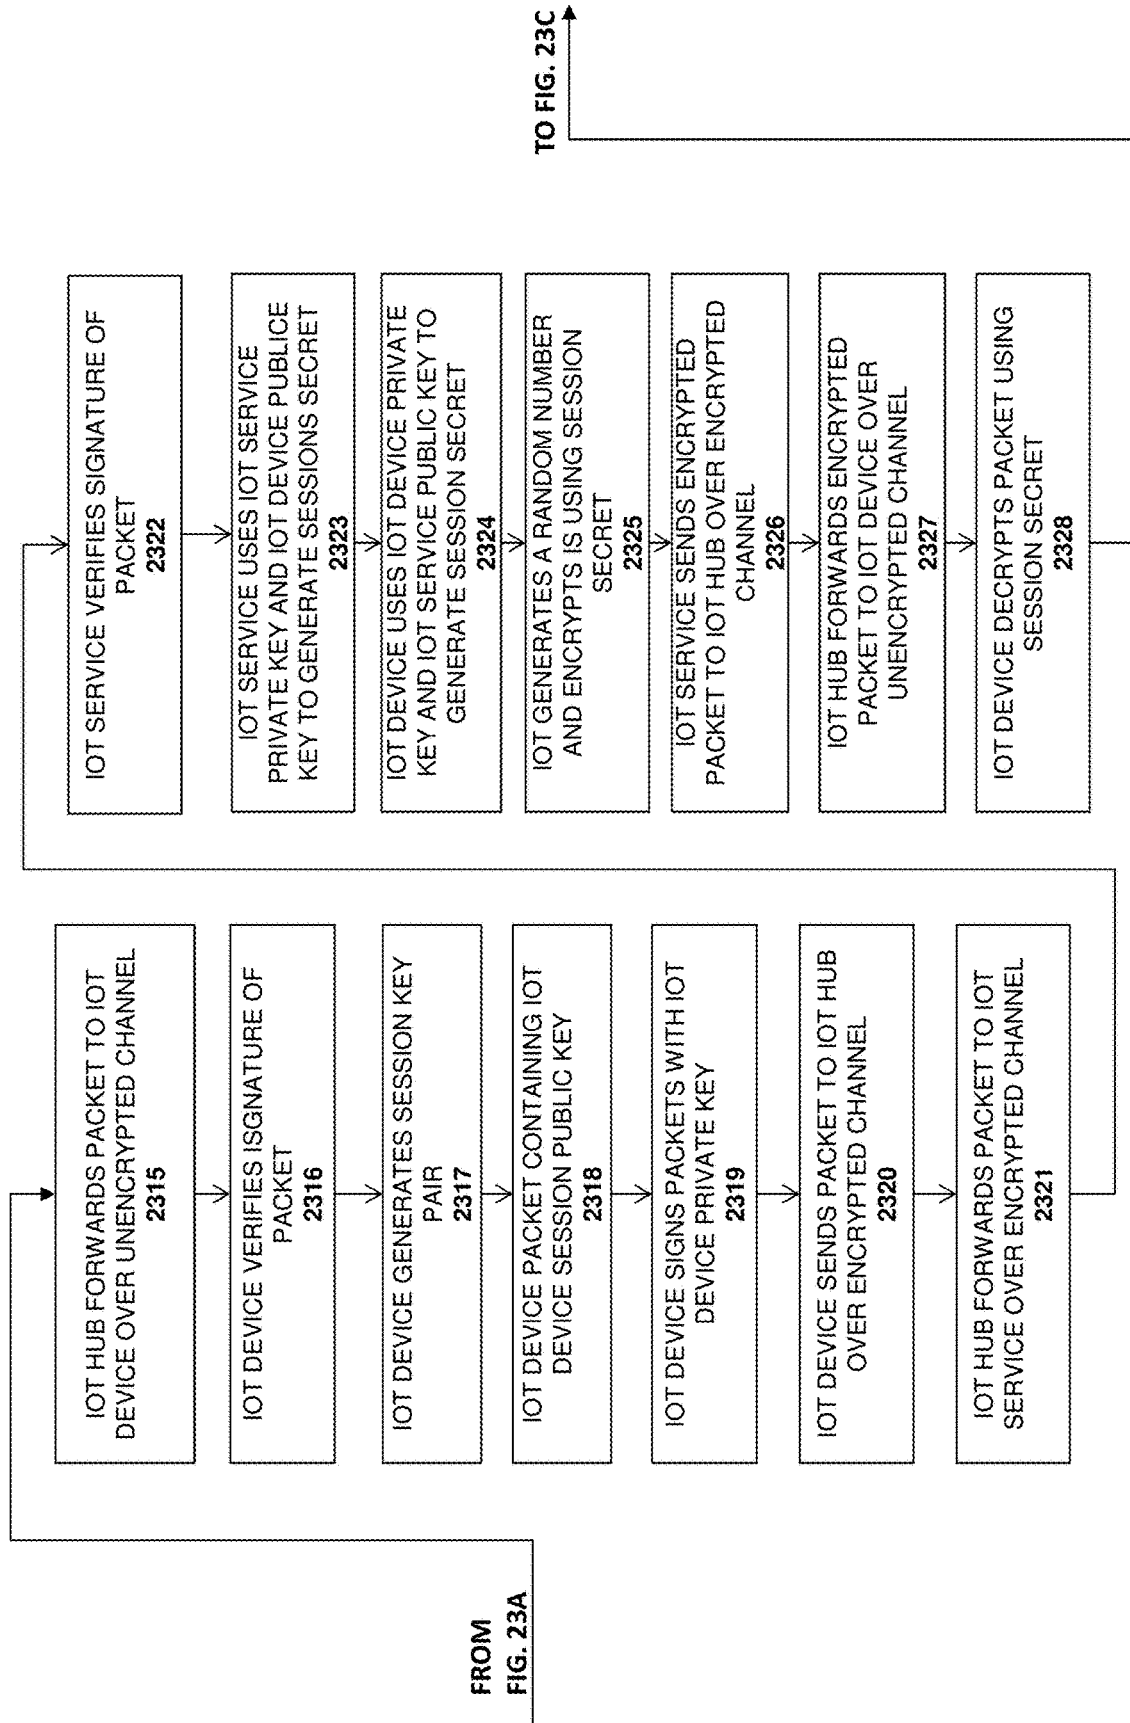 FROM
FIG. 23A
IOT HUB FORWARDS PACKET TO IOT
DEVICE OVER UNENCRYPTED CHANNEL
2315
IOT DEVICE VERIFIES ISGNATURE OF
PACKET
2316
IOT DEVICE GENERATES SESSION KEY
PAIR
2317
IOT DEVICE PACKET CONTAINING IOT
DEVICE SESSION PUBLIC KEY
2318
IOT DEVICE SIGNS PACKETS WITH IOT
DEVICE PRIVATE KEY
2319
IOT DEVICE SENDS PACKET TO IOT HUB
OVER ENCRYPTED CHANNEL
2320
IOT HUB FORWARDS PACKET TO IOT
SERVICE OVER ENCRYPTED CHANNEL
2321
IOT SERVICE VERIFIES SIGNATURE OF
PACKET
2322
IOT SERVICE USES IOT SERVICE
PRIVATE KEY AND IOT DEVICE PUBLICE
KEY TO GENERATE SESSIONS SECRET
2323
IOT DEVICE USES IOT DEVICE PRIVATE
KEY AND IOT SERVICE PUBLIC KEY TO
GENERATE SESSION SECRET
2324
IOT GENERATES A RANDOM NUMBER
AND ENCRYPTS IS USING SESSION
SECRET
2325
IOT SERVICE SENDS ENCRYPTED
PACKET TO IOT HUB OVER ENCRYPTED
CHANNEL
2326
IOT HUB FORWARDS ENCRYPTED
PACKET TO IOT DEVICE OVER
UNENCRYPTED CHANNEL
2327
IOT DEVICE DECRYPTS PACKET USING
SESSION SECRET
2328
TO FIG. 23C